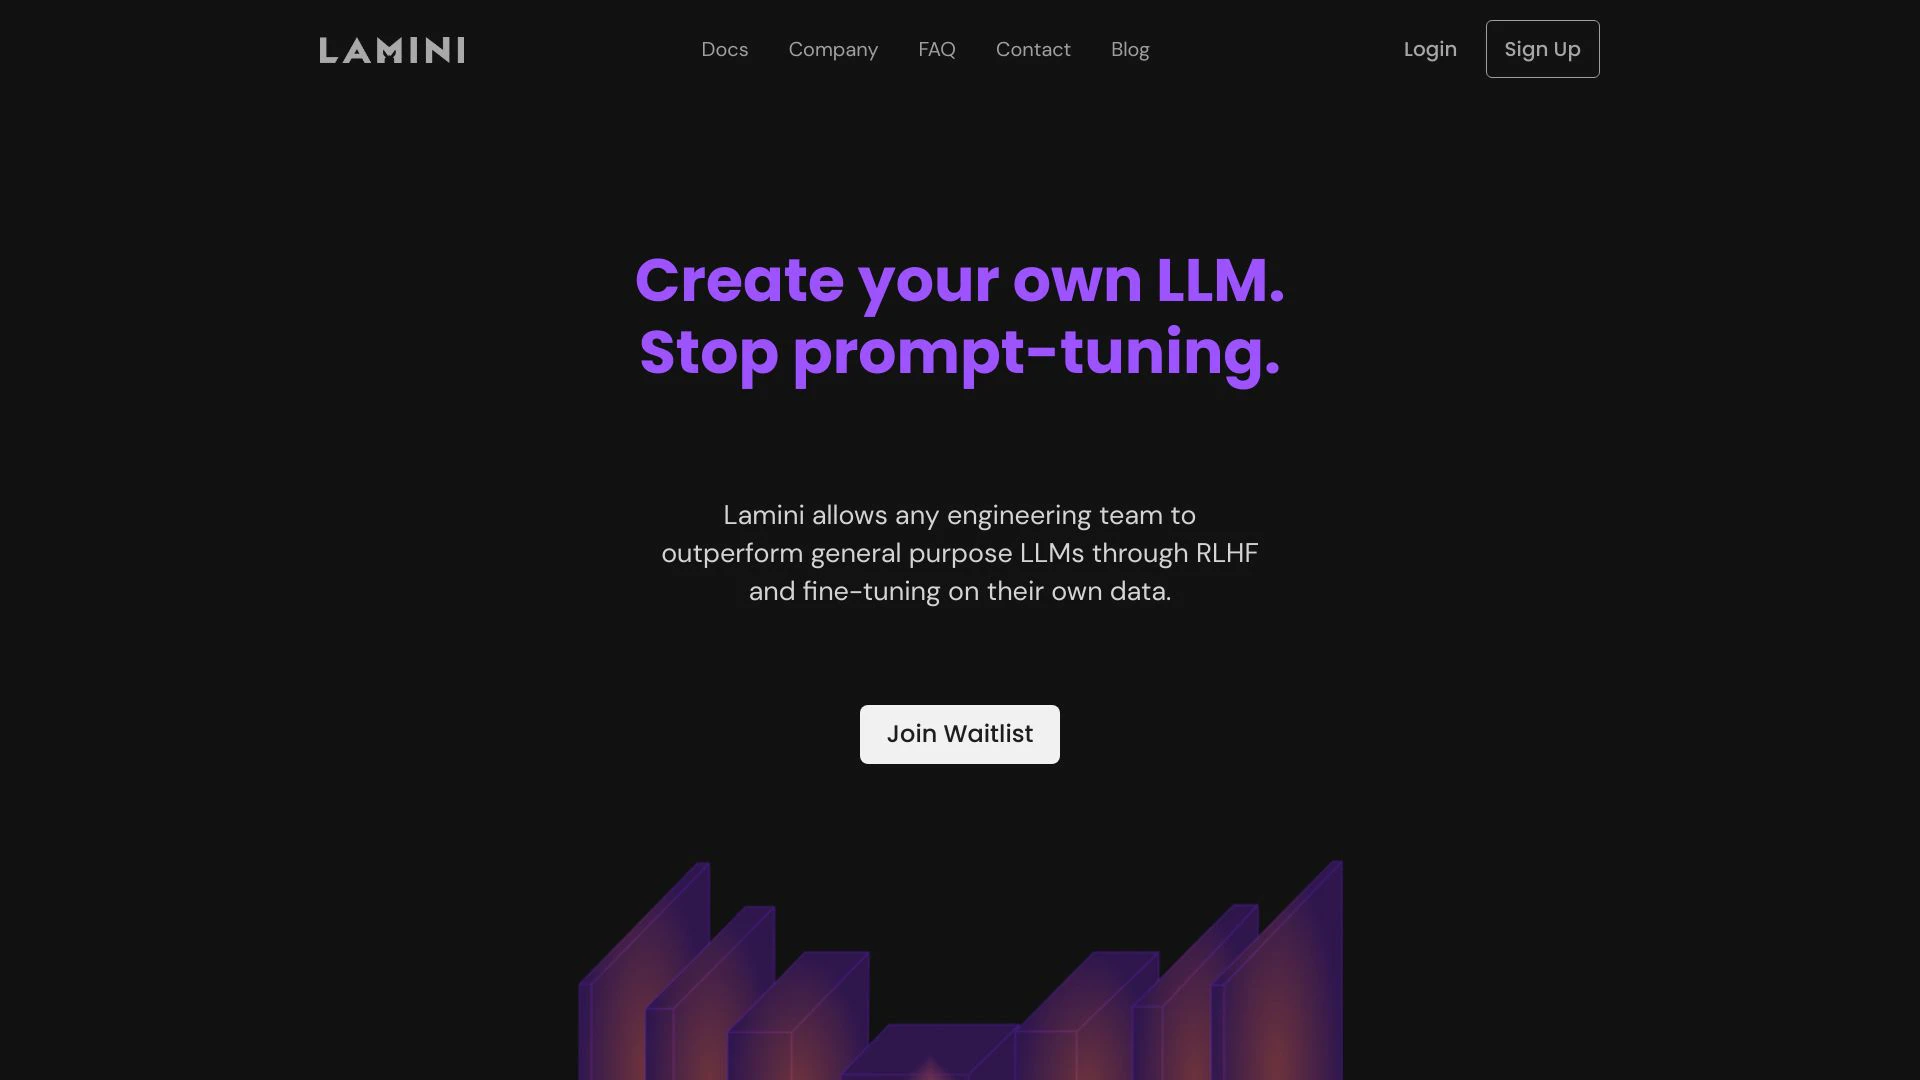 LAMINI
Docs Company FAQ Contact Blog
Login Sign Up
Create your own LLM.
Stop prompt-tuning.
Lamini allows any engineering team to
outperform general purpose LLMs through RLHF
and fine-tuning on their own data.
Join Waitlist